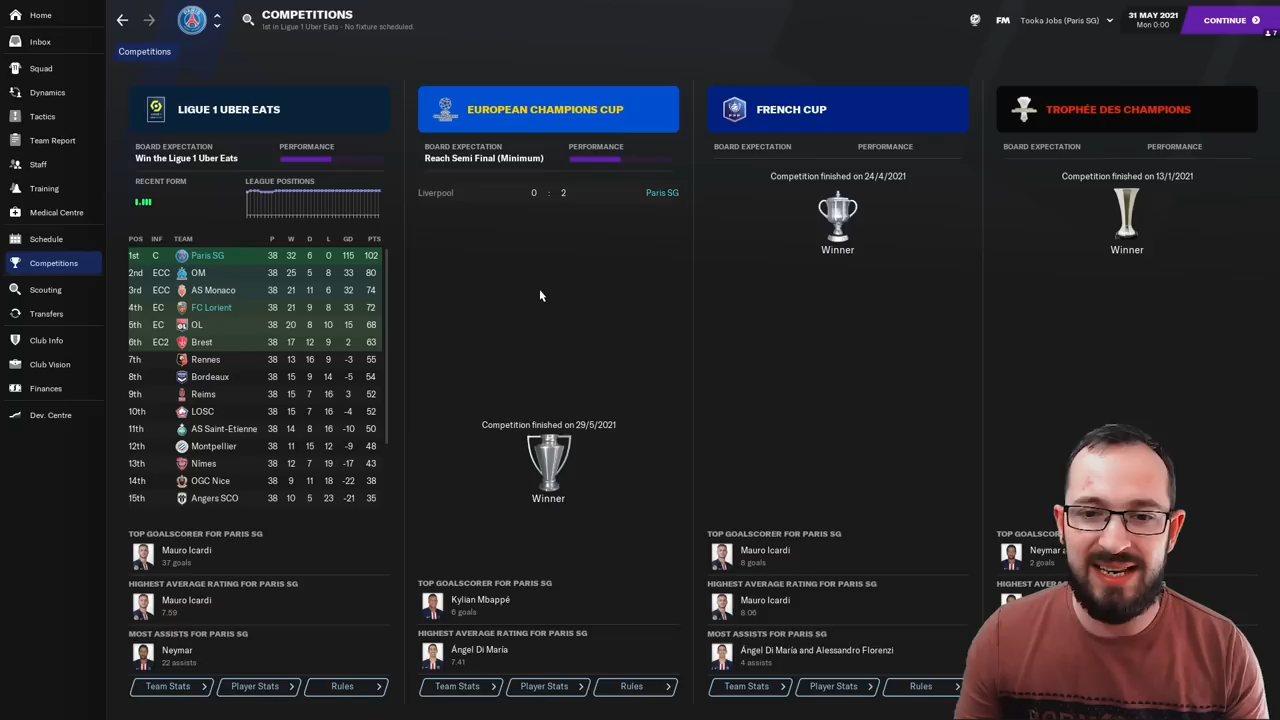 Home
Inbox
Squad
Dynamics
Tactics
Team Report
Staff
Training
Medical Centre
Schedule
Competitions
Scouting
Transfers
Club Info
Club Vision
Finances
Dev. Centre
COMPETITIONS
1st in Ligue 1 Uber Eats - No fixture scheduled.
FM
Tooka Jobs (Paris SG)
31 MAY 2021
Mon 0:00
CONTINUE
7
Competitions
LIGUE 1 UBER EATS
BOARD EXPECTATION PERFORMANCE
Win the Ligue 1 Uber Eats
RECENT FORM LEAGUE POSITIONS
POS INF TEAM P W D L GD PTS
1st C Paris SG 38 32 6 0 115 102
2nd ECC OM 38 25 5 8 33 80
3rd ECC AS Monaco 38 21 11 6 32 74
4th EC FC Lorient 38 21 9 8 33 72
5th EC OL 38 20 8 10 15 68
6th EC2 Brest 38 17 12 9 2 63
7th Rennes 38 13 16 9 -3 55
8th Bordeaux 38 15 9 14 -5 54
9th Reims 38 15 7 16 3 52
10th LOSC 38 15 7 16 -4 52
11th AS Saint-Etienne 38 14 8 16 -10 50
12th Montpellier 38 11 15 12 -9 48
13th Nîmes 38 12 7 19 -17 43
14th OGC Nice 38 9 11 18 -22 38
15th Angers SCO 38 10 5 23 -21 35
TOP GOALSCORER FOR PARIS SG
Mauro Icardi
37 goals
HIGHEST AVERAGE RATING FOR PARIS SG
Mauro Icardi
7.59
MOST ASSISTS FOR PARIS SG
Neymar
22 assists
Team Stats
Player Stats
Rules
EUROPEAN CHAMPIONS CUP
BOARD EXPECTATION PERFORMANCE
Reach Semi Final (Minimum)
Liverpool 0 : 2 Paris SG
Competition finished on 29/5/2021
Winner
TOP GOALSCORER FOR PARIS SG
Kylian Mbappé
6 goals
HIGHEST AVERAGE RATING FOR PARIS SG
Ángel Di María
7.41
Team Stats
Player Stats
Rules
FRENCH CUP
BOARD EXPECTATION PERFORMANCE
Competition finished on 24/4/2021
Winner
TOP GOALSCORER FOR PARIS SG
Mauro Icardi
8 goals
HIGHEST AVERAGE RATING FOR PARIS SG
Mauro Icardi
8.06
MOST ASSISTS FOR PARIS SG
Ángel Di María and Alessandro Florenzi
4 assists
Team Stats
Player Stats
Rules
TROPHÉE DES CHAMPIONS
BOARD EXPECTATION PERFORMANCE
Competition finished on 13/1/2021
Winner
TOP
Neymar
2 goals
HIGHEST